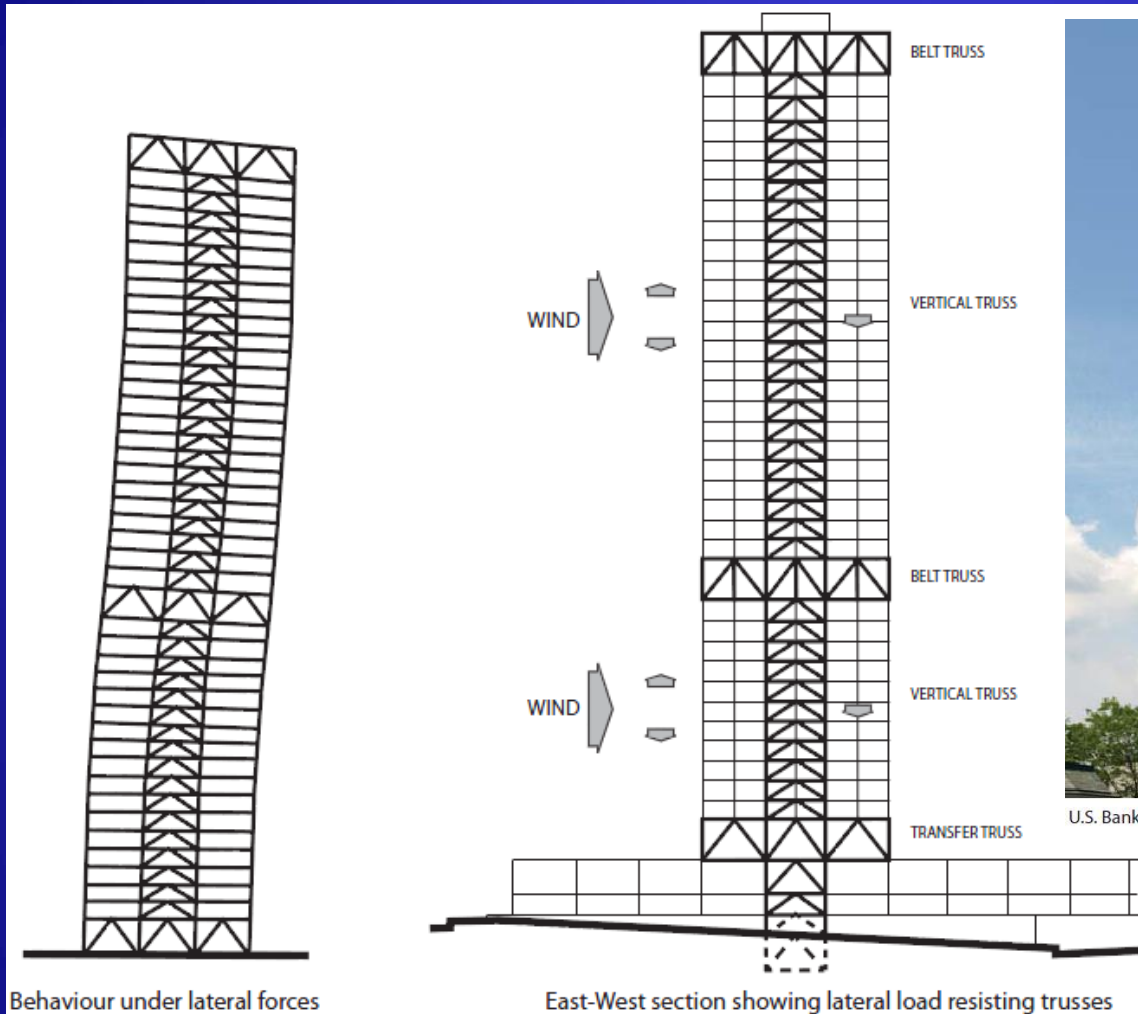 BELT TRUSS
WIND
VERTICAL TRUSS
BELT TRUSS
WIND
VERTICAL TRUSS
TRANSFER TRUSS
U.S. Bank
Behaviour under lateral forces
East-West section showing lateral load resisting trusses